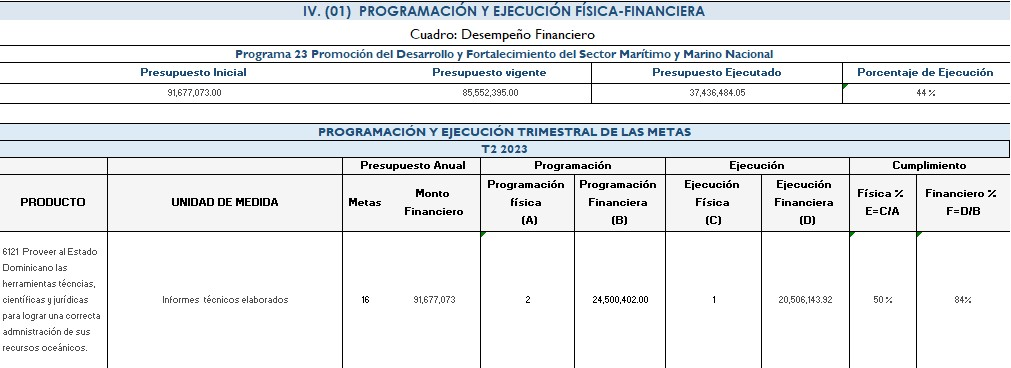 IV. (01) PROGRAMACIÓN Y EJECUCIÓN FÍSICA-FINANCIERA
Cuadro: Desempeño Financiero
Programa 23 Promoción del Desarrollo y Fortalecimiento del Sector Marítimo y Marino Nacional
Presupuesto Inicial Presupuesto vigente Presupuesto Ejecutado Porcentaje de Ejecución
91,677,073.00 85,552,395.00 37,436,484.05 44%
PROGRAMACIÓN Y EJECUCIÓN TRIMESTRAL DE LAS METAS
T2 2023
Presupuesto Anual Programación Ejecución Cumplimiento
PRODUCTO
UNIDAD DE MEDIDA
Metas
Monto
Financiero
Programación
física
(A)
Programación
Financiera
(B)
Ejecución
Física
(C)
Ejecución
Financiera
(D)
Física %
E=C/A
Financiero %
F=D/B
6121 Proveer al Estado
Dominicano las
herramientas técncias,
científicas y jurídicas
para lograr una correcta
admnistración de sus
recursos oceánicos.
Informes técnicos elaborados
16
91,677,073
2
24,500,402.00
1
20,506,143.92
50%
84%